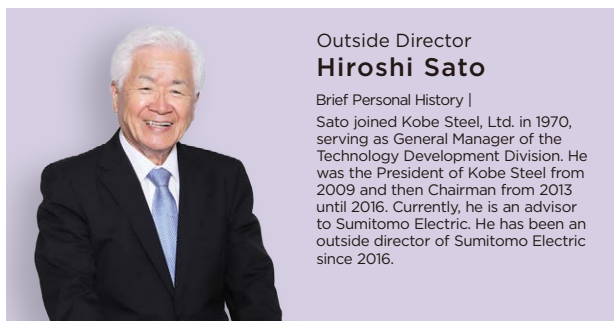 Outside Director
Hiroshi Sato
Brief Personal History |
Sato joined Kobe Steel, Ltd. in 1970,
serving as General Manager of the
Technology Development Division. He
was the President of Kobe Steel from
2009 and then Chairman from 2013
until 2016. Currently, he is an advisor
to Sumitomo Electric. He has been an
outside director of Sumitomo Electric
since 2016.